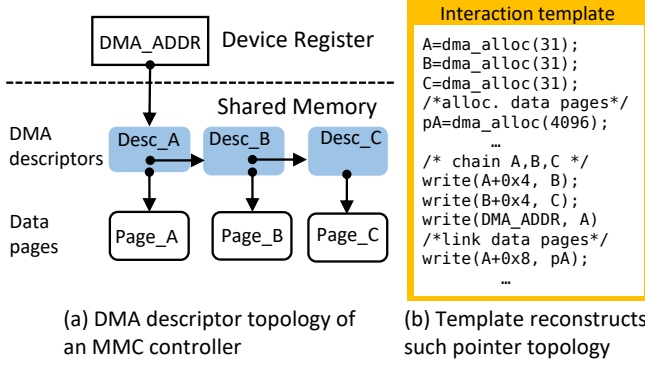 DMA_ADDR
Device Register
Shared Memory
DMA
descriptors
Desc_A
Desc_B
Desc_C
Data
pages
Page_A
Page_B
Page_C
(a) DMA descriptor topology of
an MMC controller
Interaction template
A=dma_alloc(31);
B=dma_alloc(31);
C=dma_alloc(31);
/*alloc. data pages*/
pA=dma_alloc(4096);
…
/* chain A,B,C */
write(A+0x4, B);
write(B+0x4, C);
write(DMA_ADDR, A)
/*link data pages*/
write(A+0x8, pA);
…
(b) Template reconstructs
such pointer topology